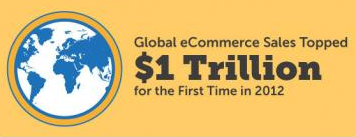 Global eCommerce Sales Topped
$1 Trillion
for the First Time in 2012